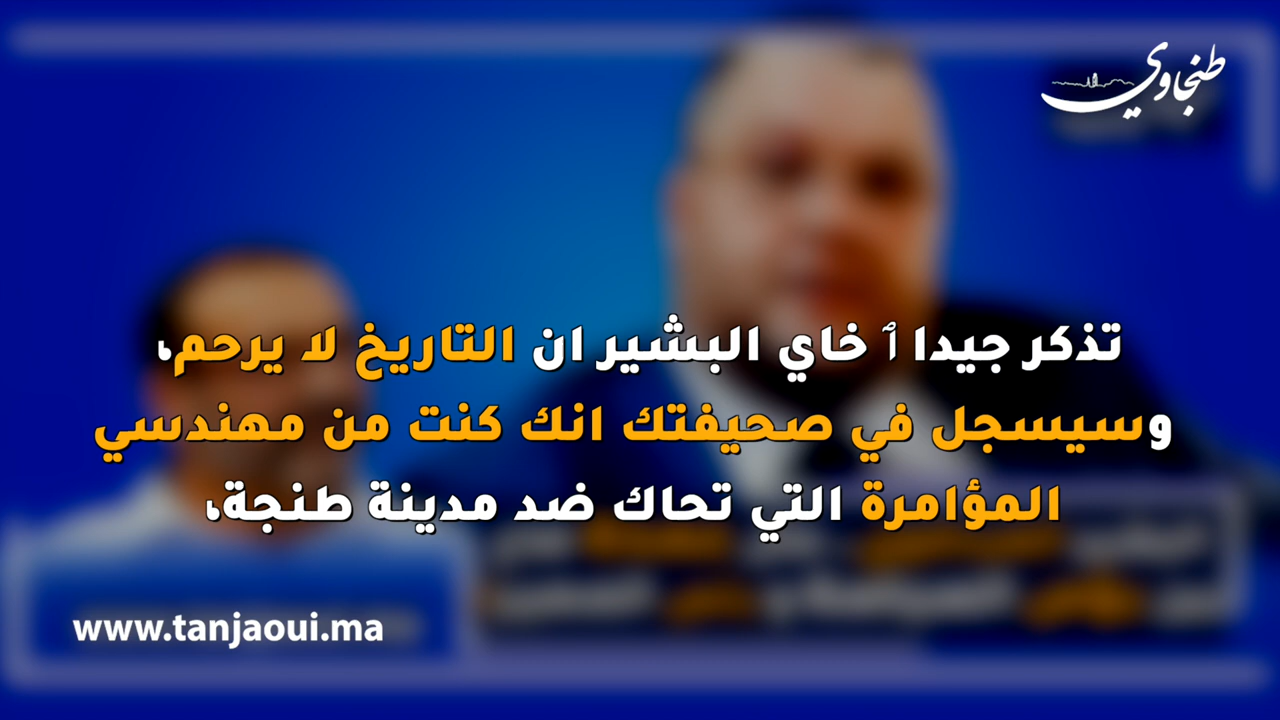 طنجاوي
تذكر جيدا ٱ خاي البشير ان التاريخ لا يرحم،
وسيسجل في صحيفتك انك كنت من مهندسي
المؤامرة التي تحاك ضد مدينة طنجة،
www.tanjaoui.ma